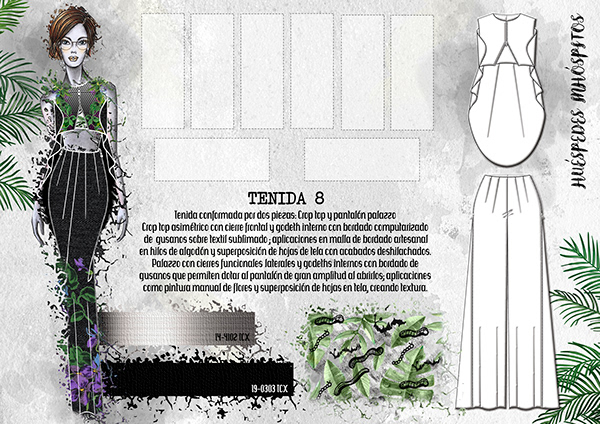 HUÉSPEDES INHÓSPITOS
TENIDA 8
Tenida conformada por dos piezas: Crop top y pantalón palazzo
Crop top asimétrico con cierre frontal y godeth interno con bordado computarizado
de gusanos sobre textil sublimado; aplicaciones en malla de bordado artesanal
en hilos de algodón y superposición de hojas de tela con acabados deshilachados.
Palazzo con cierres funcionales laterales y godeths internos con bordado de
gusanos que permiten dotar al pantalón de gran amplitud al abrirlos; aplicaciones
como pintura manual de flores y superposición de hojas en tela, creando textura.
14-4102 TCX
19-0303 TCX